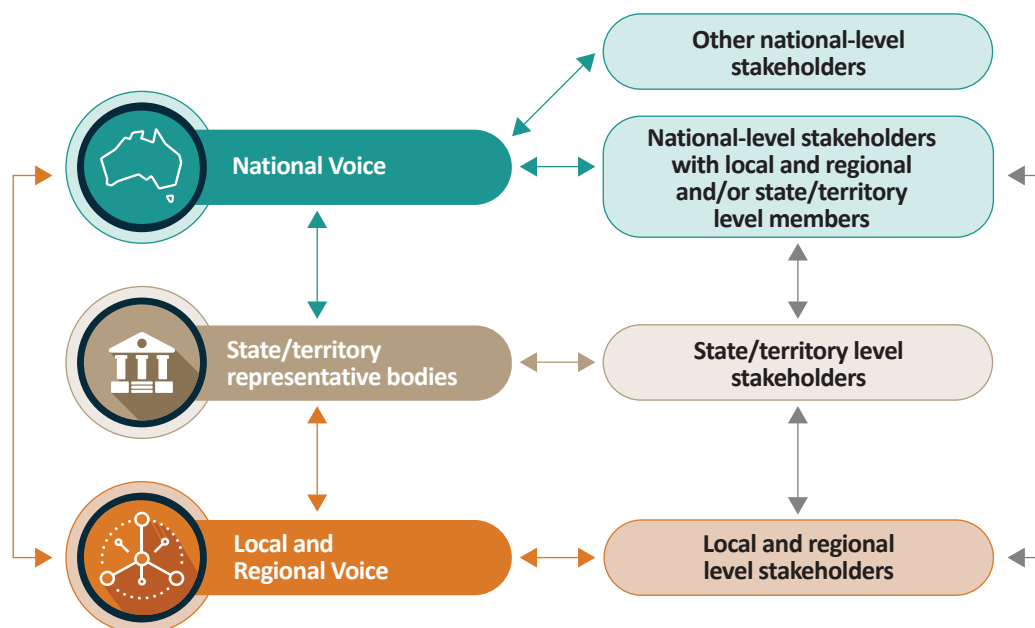 Other national-level
stakeholders
National Voice
National-level stakeholders
with local and regional
and/or state/territory
level members
State/territory
representative bodies
State/territory level
stakeholders
Local and
Regional Voice
Local and regional
level stakeholders